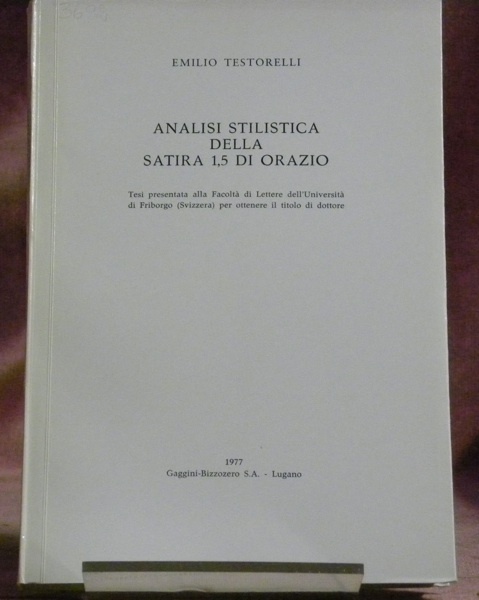 EMILIO TESTORELLI
ANALISI STILISTICA
DELLA
SATIRA 1,5 DI ORAZIO
Tesi presentata alla Facoltà di Lettere dell'Università
di Friborgo (Svizzera) per ottenere il titolo di dottore
1977
Gaggini-Bizzozero S.A. - Lugano